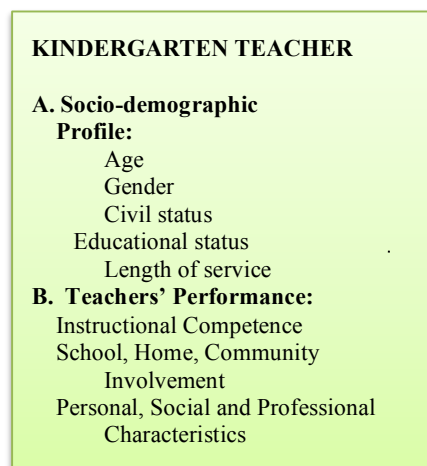 KINDERGARTEN TEACHER
A. Socio-demographic
Profile:
Age
Gender
Civil status
Educational status
.
Length of service
B. Teachers’ Performance:
Instructional Competence
School, Home, Community
Involvement
Personal, Social and Professional
Characteristics